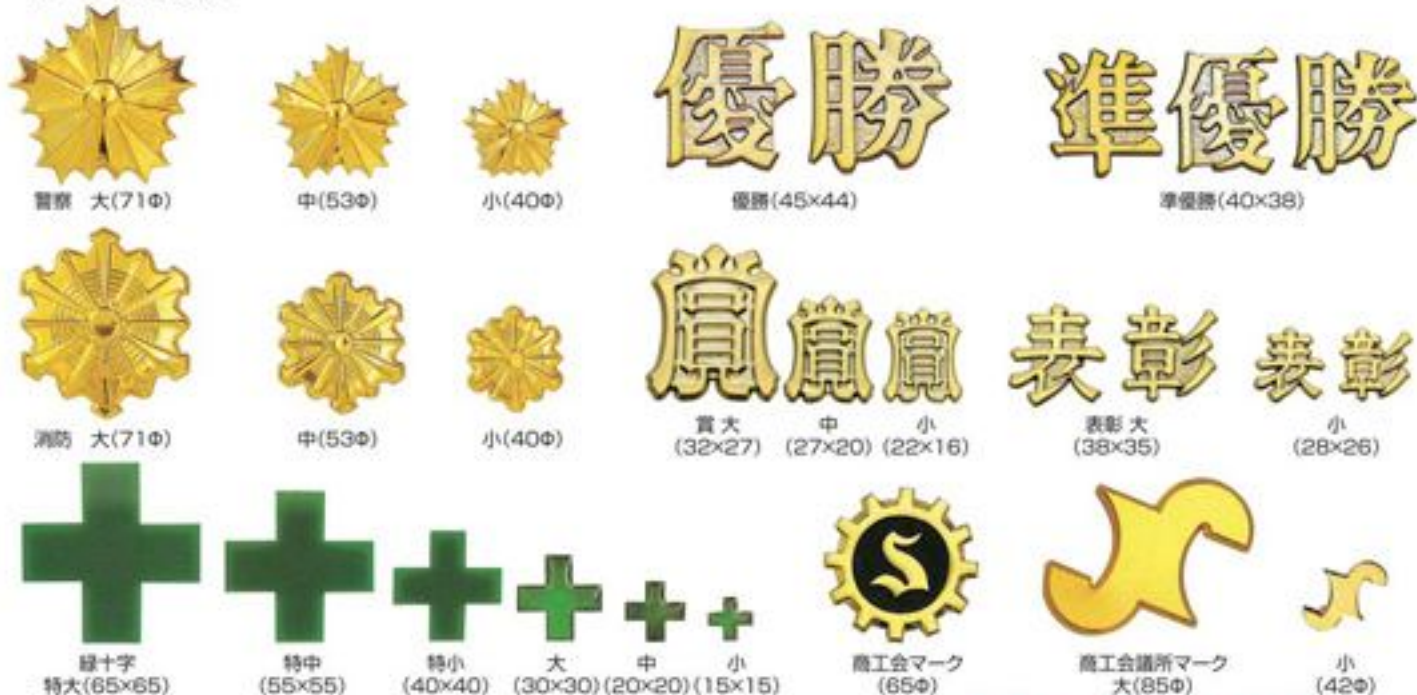 優勝
準優勝
警察 大(71Φ)
中(53Φ)
小(40Φ)
優勝(45×44)
準優勝(40×38)
賞
賞
賞
表彰
表彰
消防 大(71Φ)
中(53Φ)
小(40Φ)
賞 大
(32×27)
中
(27×20)
小
(22×16)
表彰 大
(38×35)
小
(28×26)
S
緑十字
特大(65×65)
特中
(55×55)
特小
(40×40)
大
(30×30)
中
(20×20)
小
(15×15)
商工会マーク
(65Φ)
商工会議所マーク
大(85Φ)
小
(42Φ)